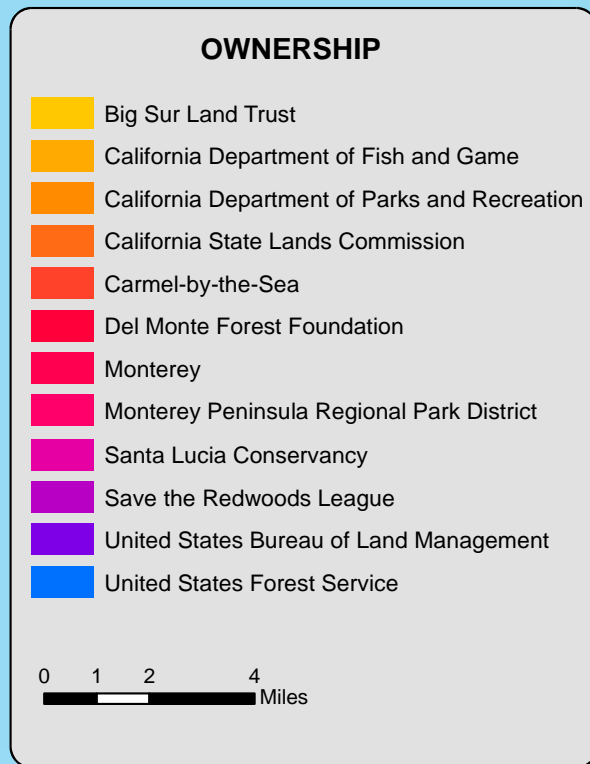 OWNERSHIP
Big Sur Land Trust
California Department of Fish and Game
California Department of Parks and Recreation
California State Lands Commission
Carmel-by-the-Sea
Del Monte Forest Foundation
Monterey
Monterey Peninsula Regional Park District
Santa Lucia Conservancy
Save the Redwoods League
United States Bureau of Land Management
United States Forest Service
0 1 2 4
Miles